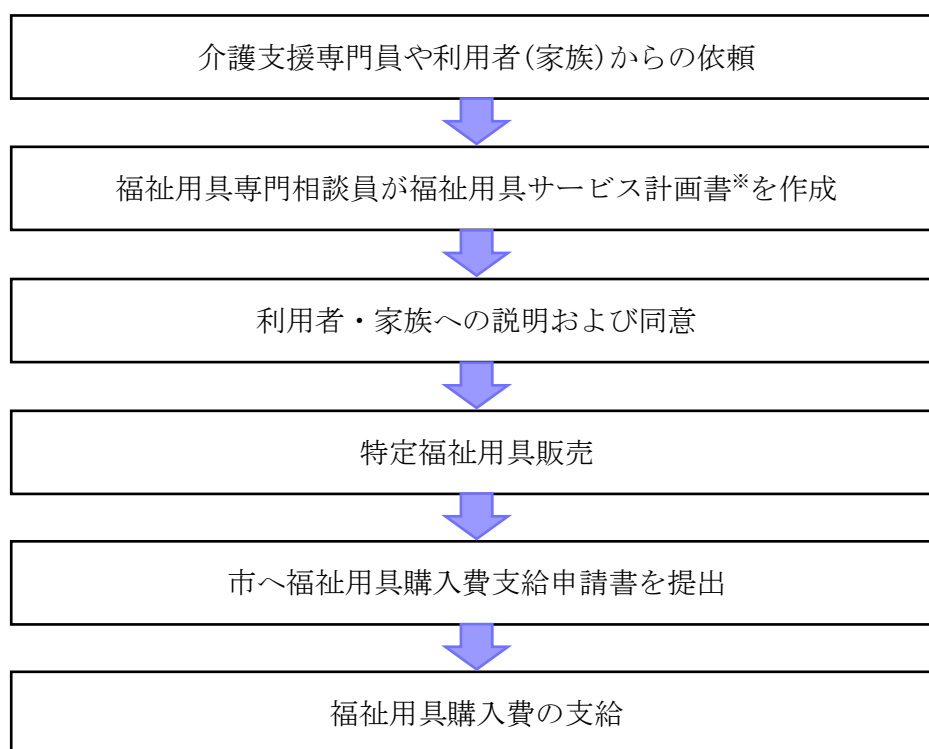 介護支援専門員や利用者(家族)からの依頼
福祉用具専門相談員が福祉用具サービス計画書※を作成
利用者・家族への説明および同意
特定福祉用具販売
市へ福祉用具購入費支給申請書を提出
福祉用具購入費の支給